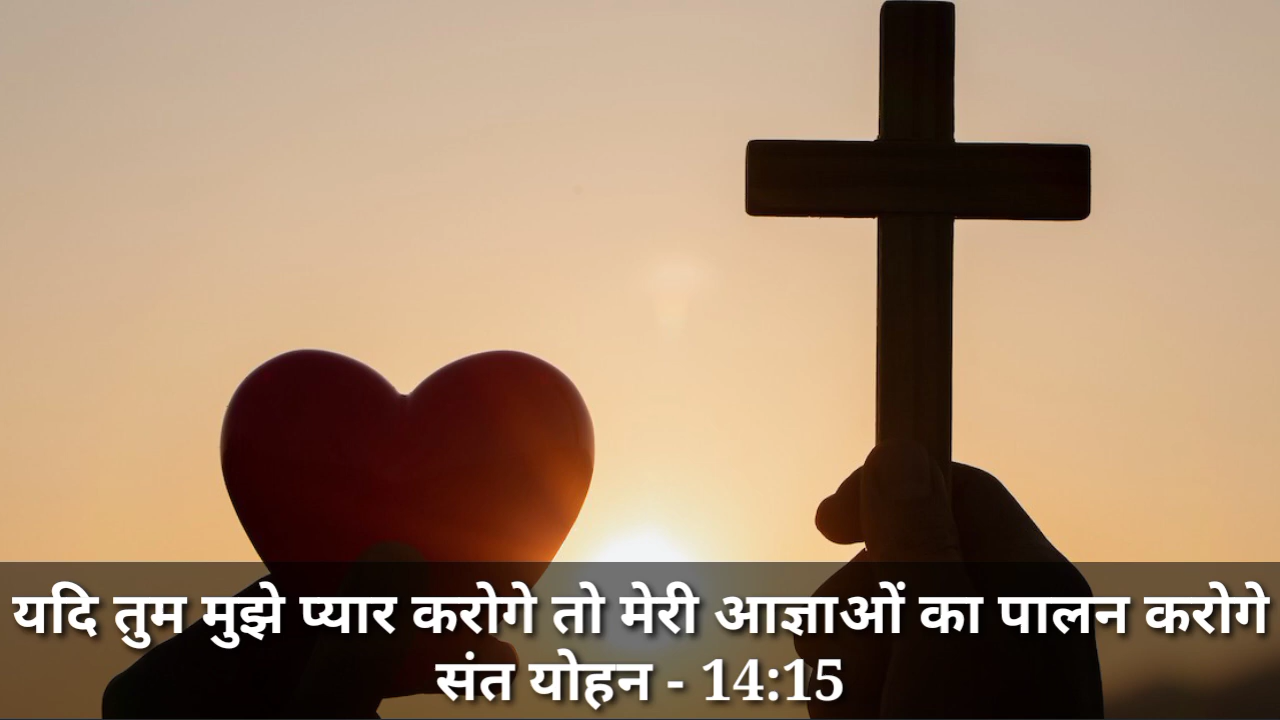 यदि तुम मुझे प्यार करोगे तो मेरी आज्ञाओं का पालन करोगे
संत योहन - 14:15